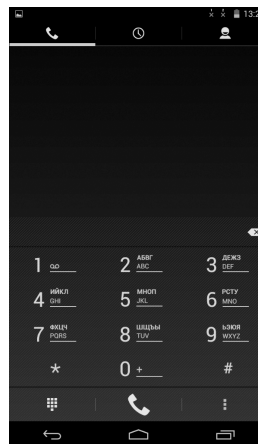 13:2
1
2 АБВГ ABC
3 ДЕЖЗ DEF
4 ИЙКЛ GHI
5 МНОП JKL
6 РСТУ MNO
7 ФХЦЧ PQRS
8 ШЩЪЫ TUV
9 ЬЭЮЯ WXYZ
*
0 +
#